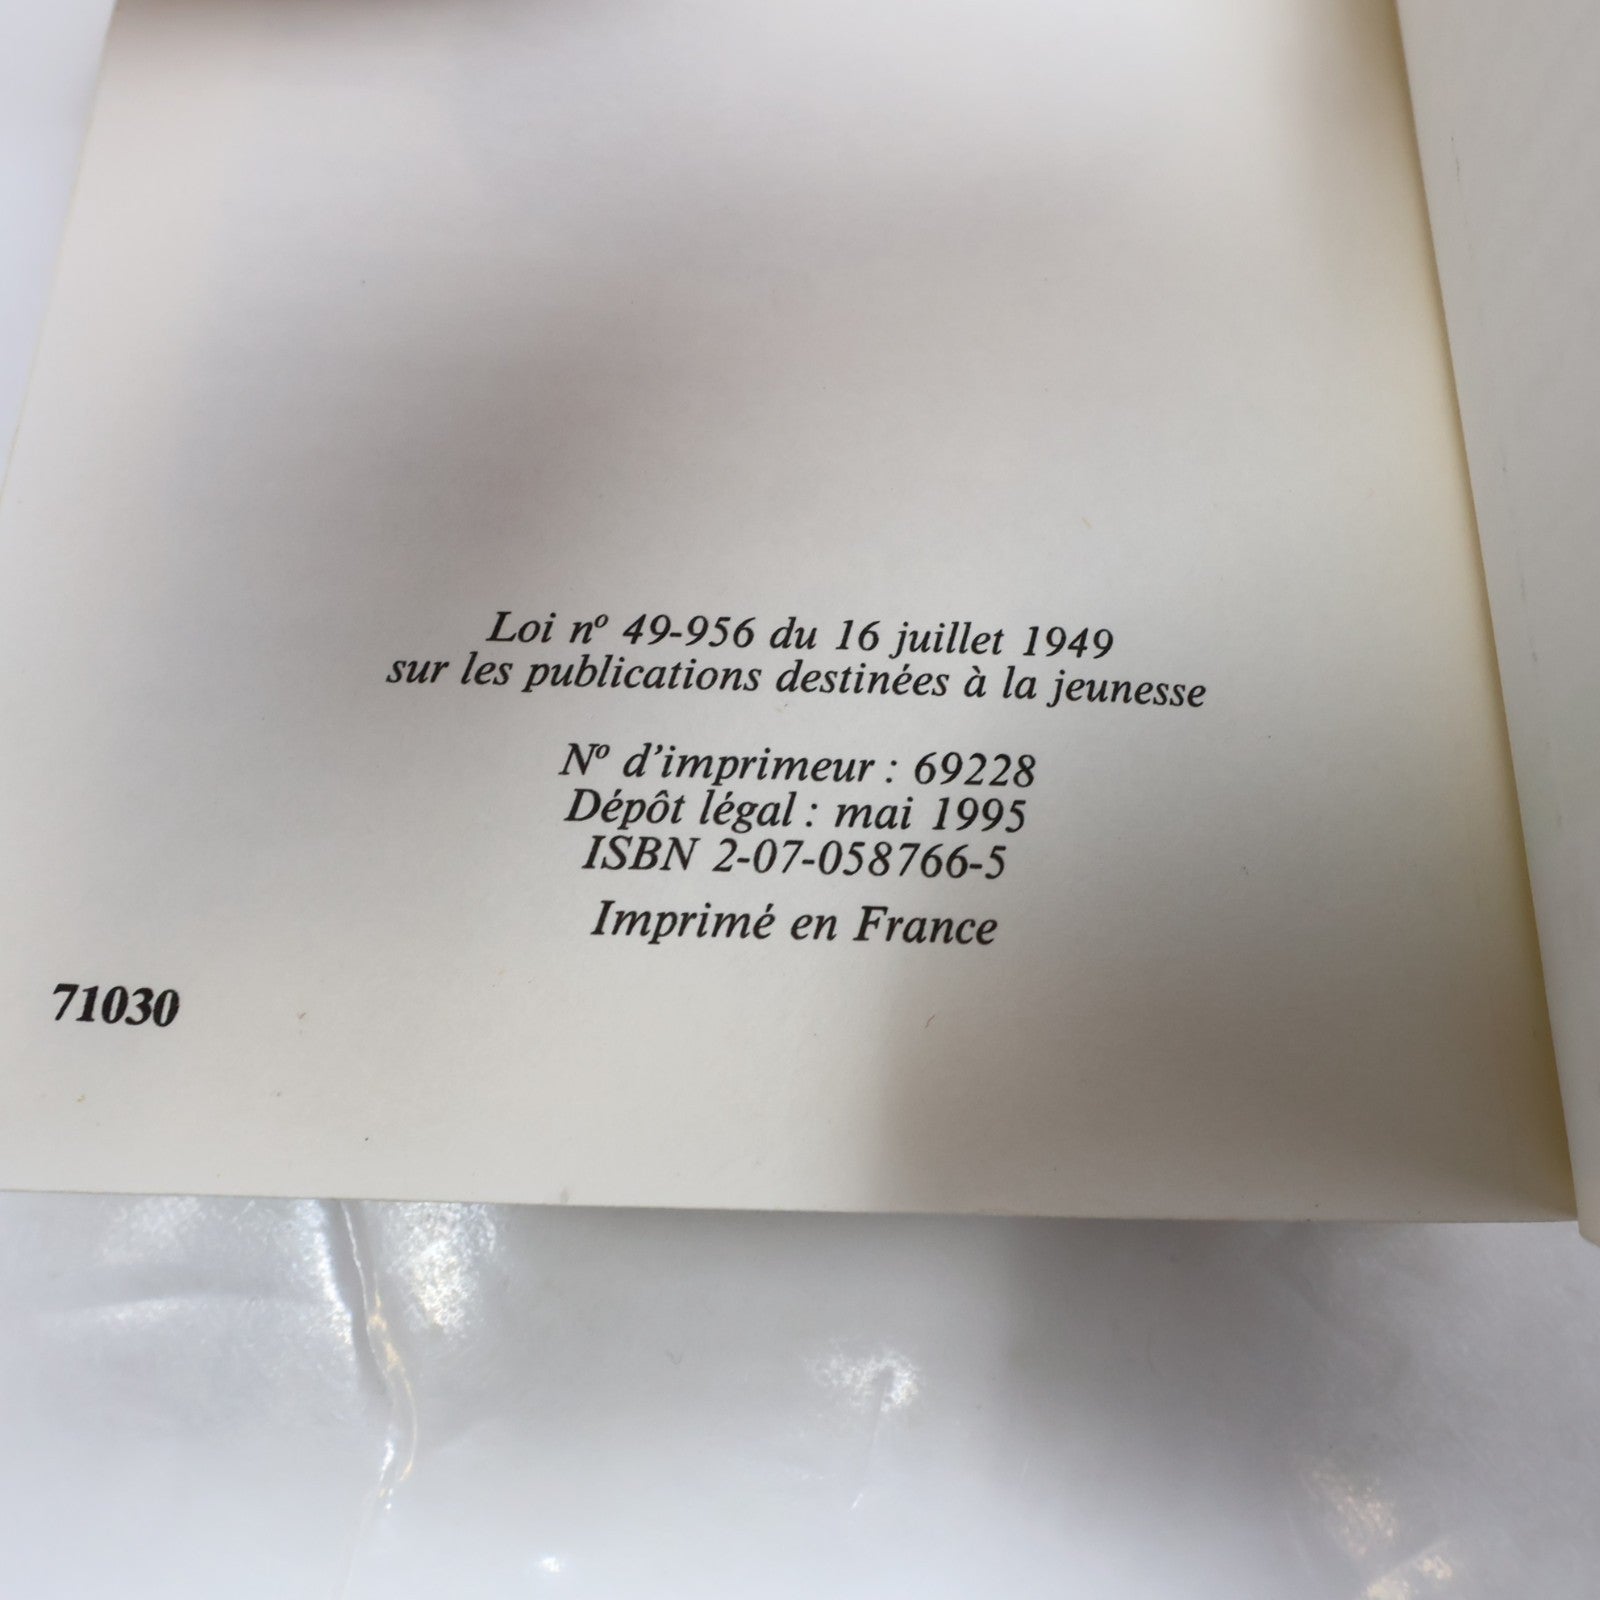 Loi nº 49-956 du 16 juillet 1949
sur les publications destinées à la jeunesse
Nº d'imprimeur : 69228
Dépôt légal : mai 1995
ISBN 2-07-058766-5
Imprimé en France
71030